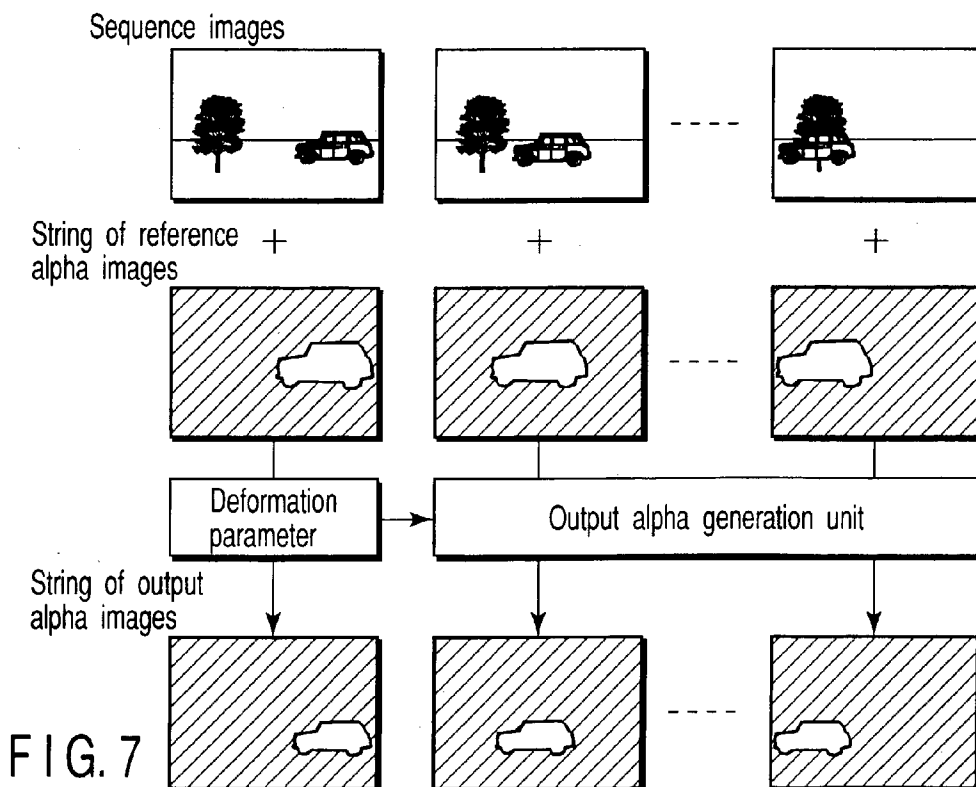 Sequence images
String of reference
alpha images
+ + +
Deformation
parameter
Output alpha generation unit
String of output
alpha images
FIG. 7